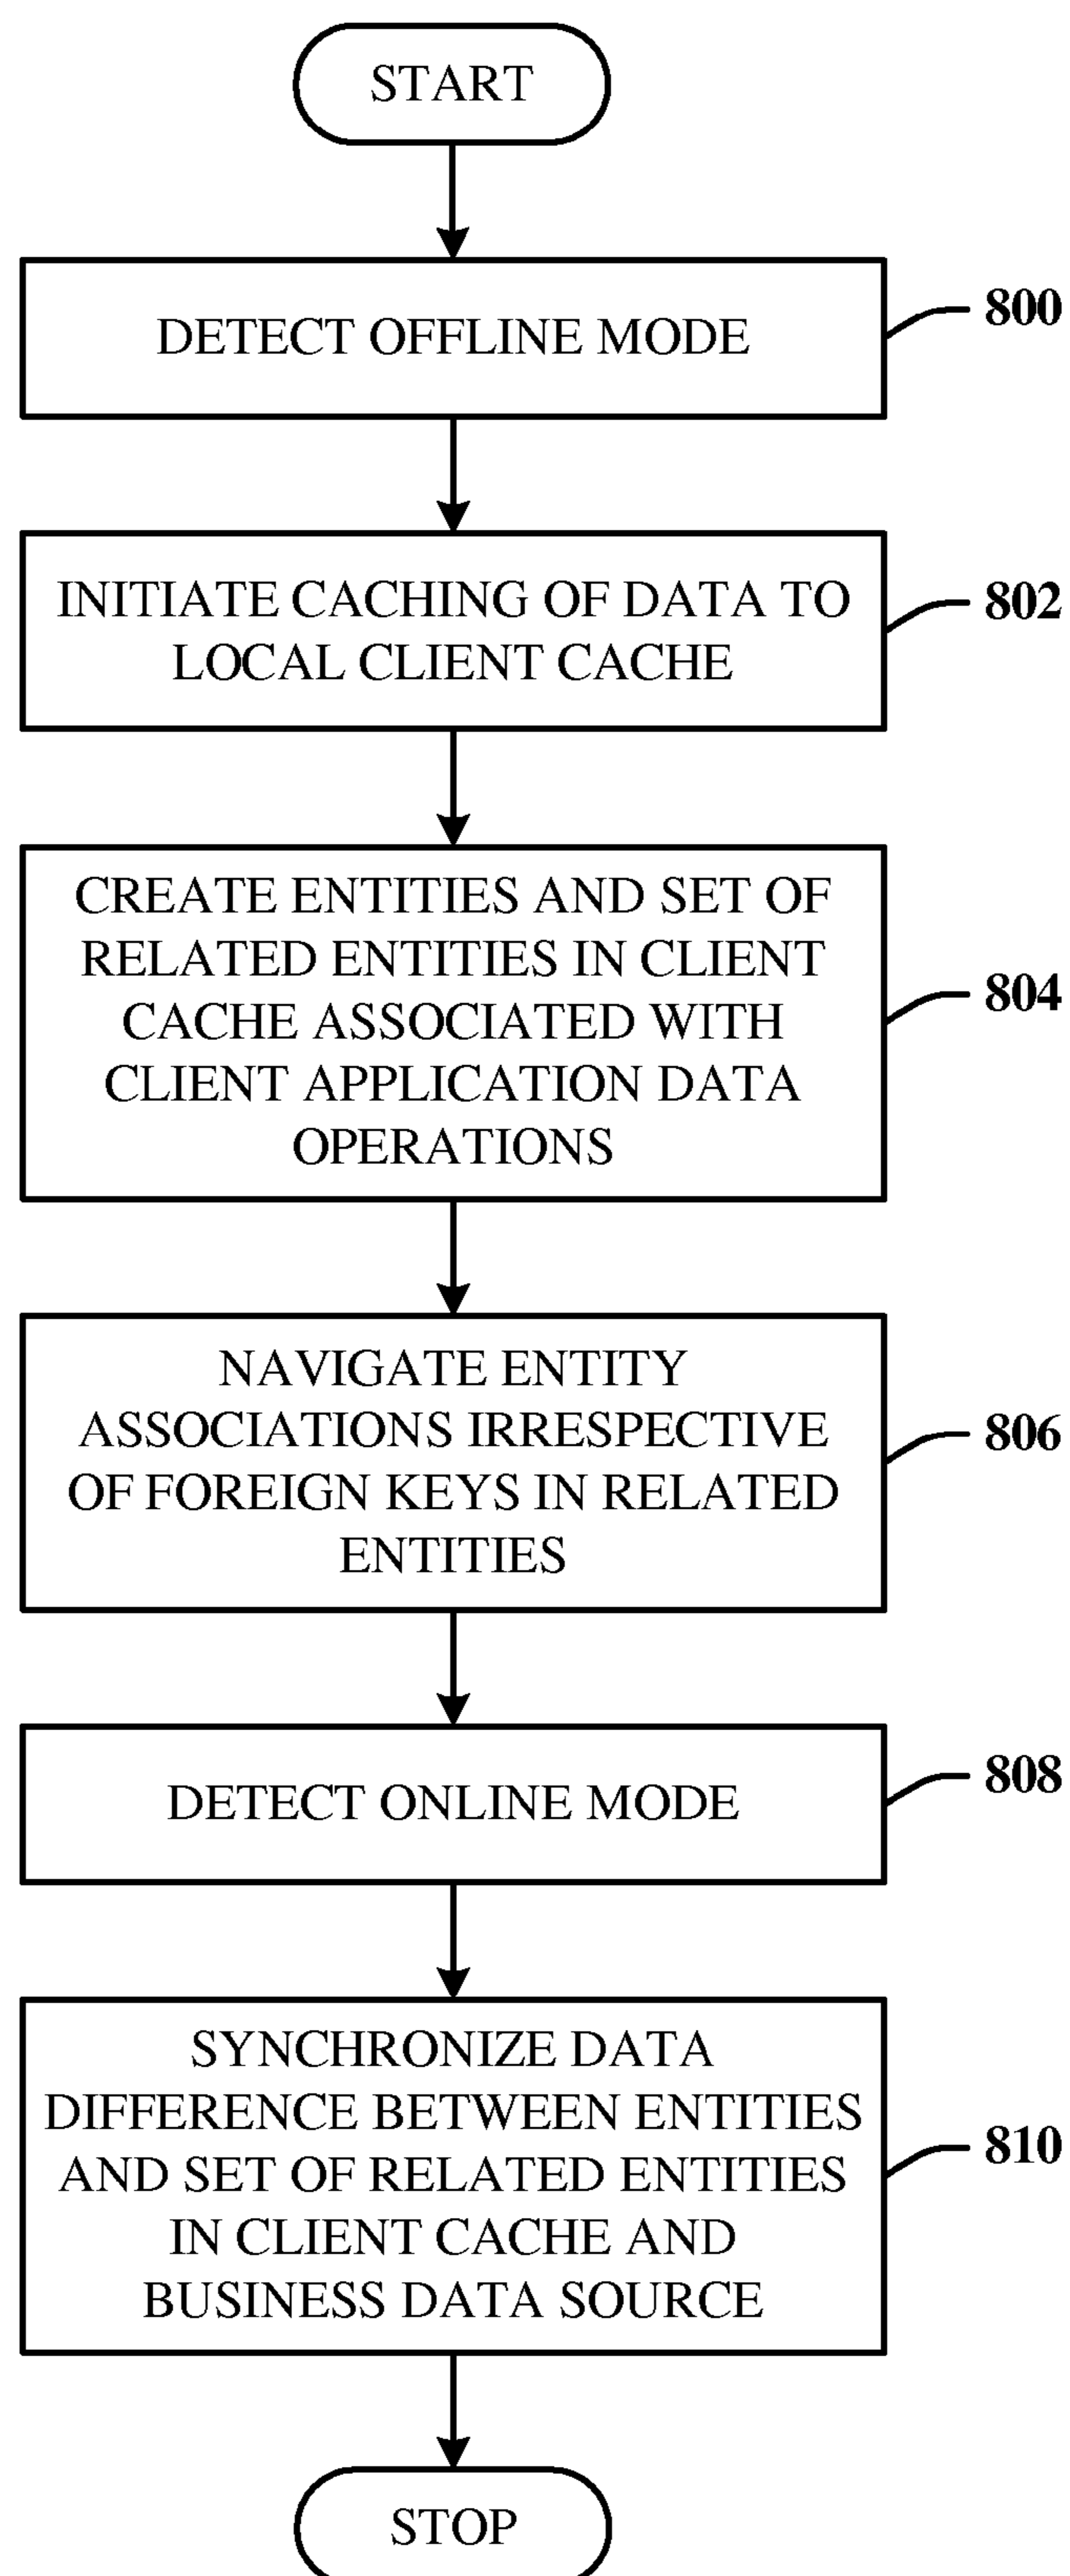 START
DETECT OFFLINE MODE
800
INITIATE CACHING OF DATA TO
LOCAL CLIENT CACHE
802
CREATE ENTITIES AND SET OF
RELATED ENTITIES IN CLIENT
CACHE ASSOCIATED WITH
CLIENT APPLICATION DATA
OPERATIONS
804
NAVIGATE ENTITY
ASSOCIATIONS IRRESPECTIVE
OF FOREIGN KEYS IN RELATED
ENTITIES
806
DETECT ONLINE MODE
808
SYNCHRONIZE DATA
DIFFERENCE BETWEEN ENTITIES
AND SET OF RELATED ENTITIES
IN CLIENT CACHE AND
BUSINESS DATA SOURCE
810
STOP